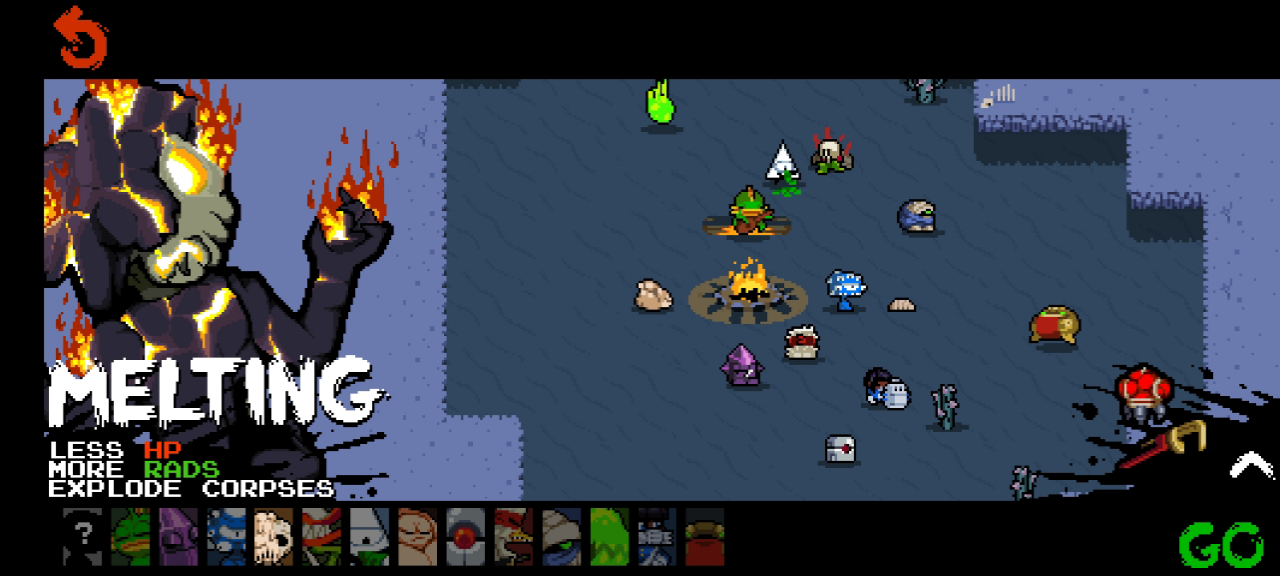 MELTING
LESS HP
MORE RADS
EXPLODE CORPSES
?
GO